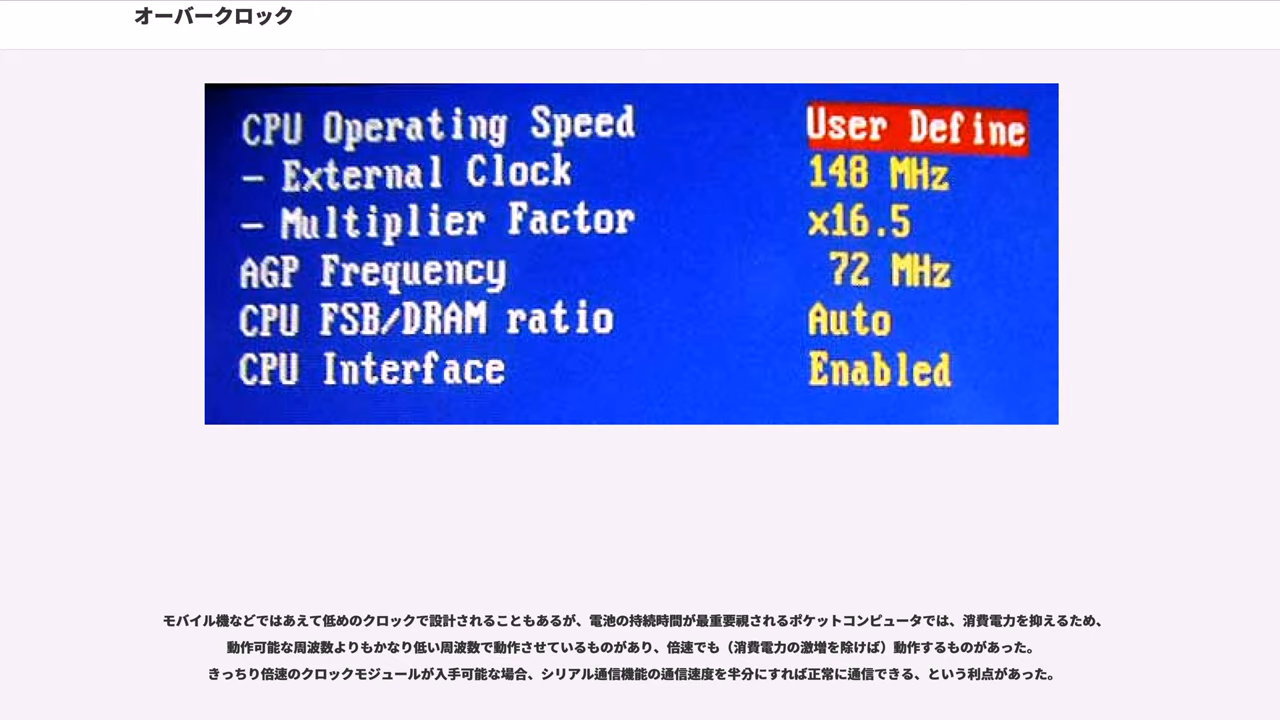 オーバークロック
CPU Operating Speed User Define
- External Clock 148 MHz
- Multiplier Factor x16.5
AGP Frequency 72 MHz
CPU FSB/DRAM ratio Auto
CPU Interface Enabled
モバイル機などではあえて低めのクロックで設計されることもあるが、電池の持続時間が最重要視されるポケットコンピュータでは、消費電力を抑えるため、
動作可能な周波数よりもかなり低い周波数で動作させているものがあり、倍速でも（消費電力の激増を除けば）動作するものがあった。
きっちり倍速のクロックモジュールが入手可能な場合、シリアル通信機能の通信速度を半分にすれば正常に通信できる、という利点があった。